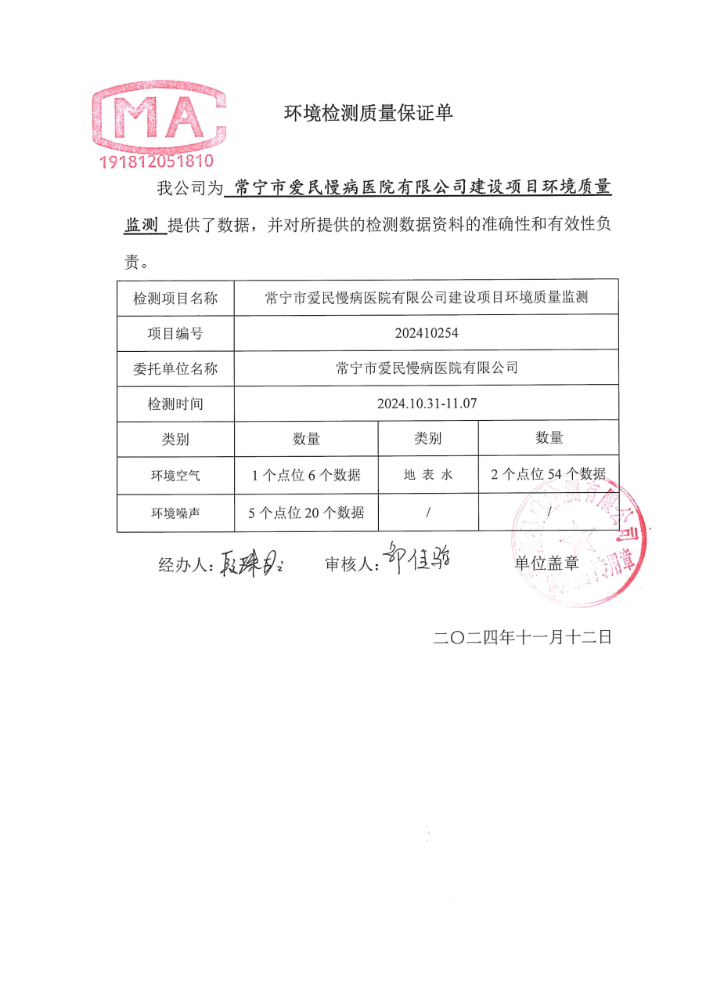 MA
191812051810
环境检测质量保证单
我公司为 常宁市爱民慢病医院有限公司建设项目环境质量
监测 提供了数据，并对所提供的检测数据资料的准确性和有效性负
责。
检测项目名称 常宁市爱民慢病医院有限公司建设项目环境质量监测
项目编号 202410254
委托单位名称 常宁市爱民慢病医院有限公司
检测时间 2024.10.31-11.07
类别 数量 类别 数量
环境空气 1 个点位 6 个数据 地 表 水 2 个点位 54 个数据
环境噪声 5 个点位 20 个数据 / /
经办人： 审核人： 单位盖章
检测有限公司
专用章
二〇二四年十一月十二日